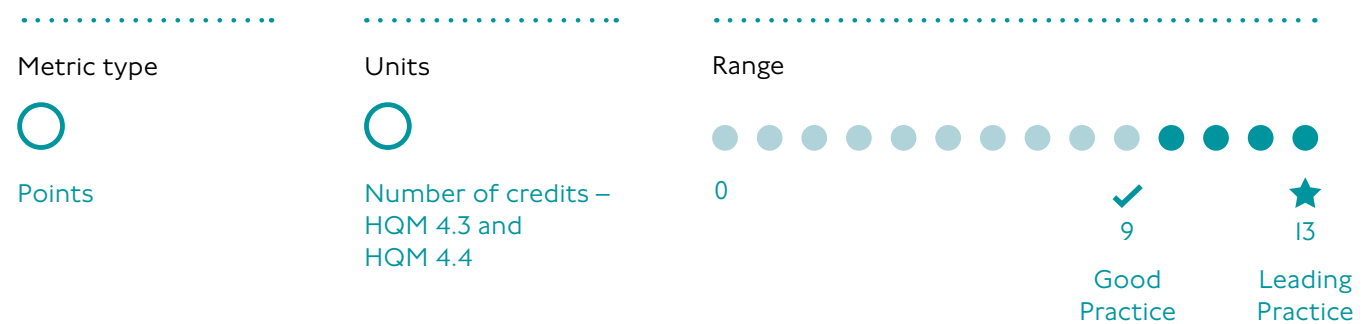 Metric type
Points
Units
Number of credits –
HQM 4.3 and
HQM 4.4
Range
0
9
Good
Practice
13
Leading
Practice